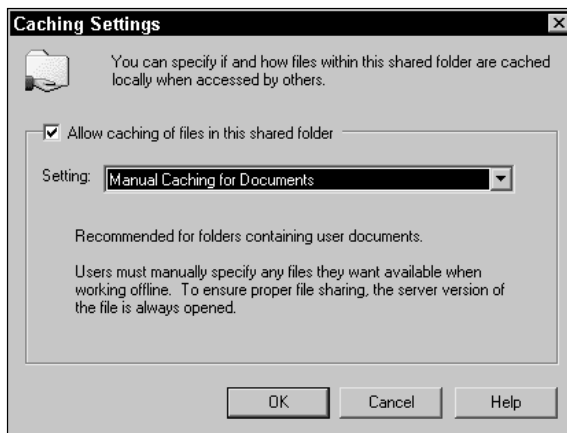 Caching Settings
You can specify if and how files within this shared folder are cached
locally when accessed by others.
Allow caching of files in this shared folder
Setting: Manual Caching for Documents
Recommended for folders containing user documents.
Users must manually specify any files they want available when
working offline. To ensure proper file sharing, the server version of
the file is always opened.
OK Cancel Help